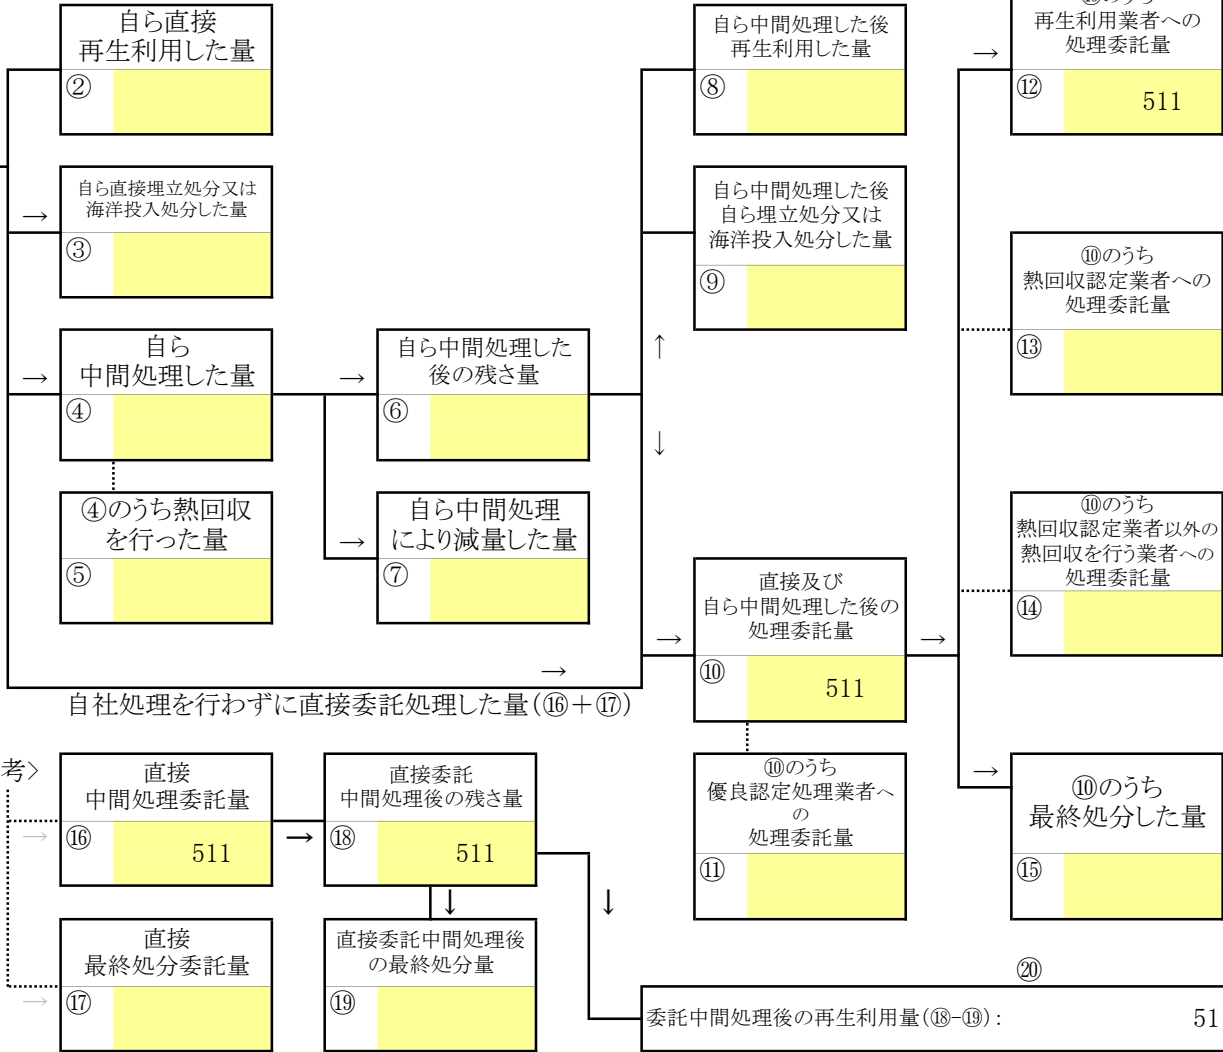 自ら直接
再生利用した量
②
自ら中間処理した後
再生利用した量
⑧
再生利用業者への
処理委託量
→
⑫ 511
自ら直接埋立処分又は
海洋投入処分した量
→
③
自ら中間処理した後
自ら埋立処分又は
海洋投入処分した量
⑨
⑩のうち
熱回収認定業者への
処理委託量
⑬
自ら
中間処理した量
→
④
→
自ら中間処理した
後の残さ量
⑥
↑
↓
④のうち熱回収
を行った量
⑤
→
自ら中間処理
により減量した量
⑦
⑩のうち
熱回収認定業者以外の
熱回収を行う業者への
処理委託量
⑭
直接及び
自ら中間処理した後の
処理委託量
→
→
⑩ 511
→
自社処理を行わずに直接委託処理した量(⑯+⑰)
考>
直接
中間処理委託量
→
⑯ 511
→
直接委託
中間処理後の残さ量
⑱ 511
⑩のうち
優良認定処理業者へ
の
処理委託量
⑪
→
⑩のうち
最終処分した量
⑮
↓
↓
直接
最終処分委託量
→
⑰
直接委託中間処理後
の最終処分量
⑲
⑳
委託中間処理後の再生利用量(⑱-⑲):